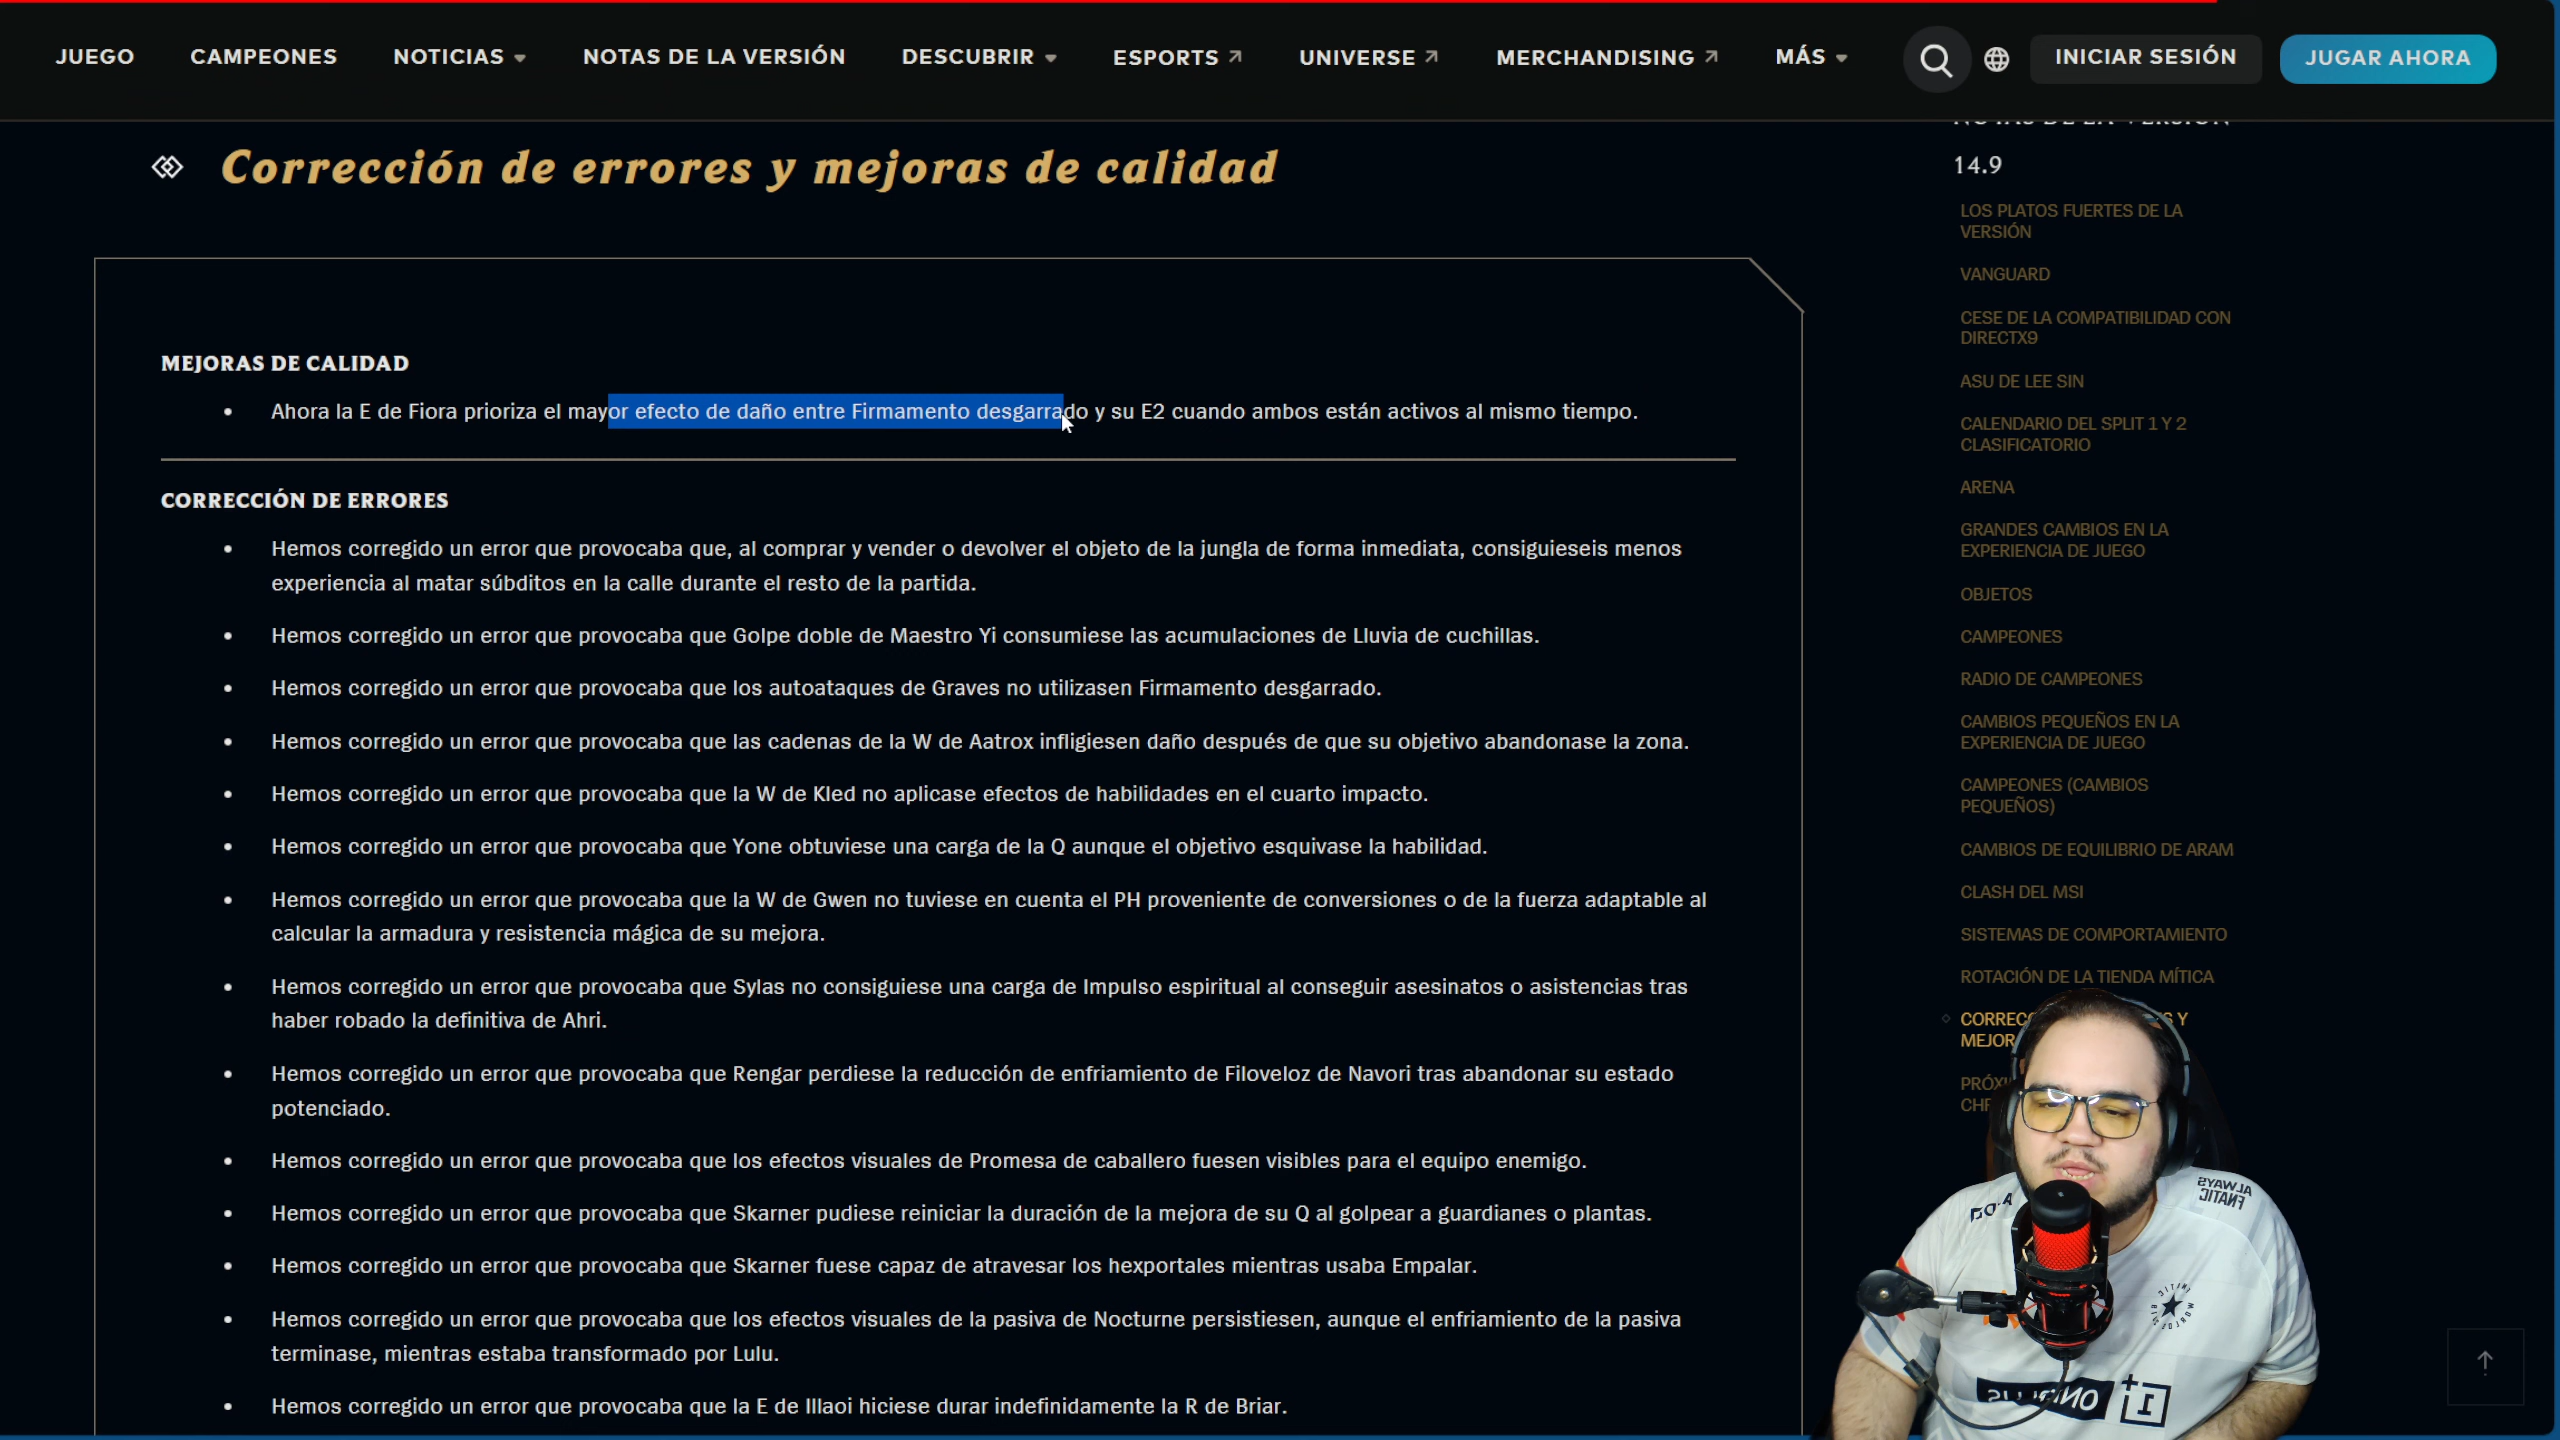 JUEGO CAMPEONES NOTICIAS NOTAS DE LA VERSIÓN DESCUBRIR ESPORTS UNIVERSE MERCHANDISING MÁS INICIAR SESIÓN JUGAR AHORA
Corrección de errores y mejoras de calidad
MEJORAS DE CALIDAD
Ahora la E de Fiora prioriza el mayor efecto de daño entre Firmamento desgarrado y su E2 cuando ambos están activos al mismo tiempo.
CORRECCIÓN DE ERRORES
Hemos corregido un error que provocaba que, al comprar y vender o devolver el objeto de la jungla de forma inmediata, consiguieseis menos
experiencia al matar súbditos en la calle durante el resto de la partida.
Hemos corregido un error que provocaba que Golpe doble de Maestro Yi consumiese las acumulaciones de Lluvia de cuchillas.
Hemos corregido un error que provocaba que los autoataques de Graves no utilizasen Firmamento desgarrado.
Hemos corregido un error que provocaba que las cadenas de la W de Aatrox infligiesen daño después de que su objetivo abandonase la zona.
Hemos corregido un error que provocaba que la W de Kled no aplicase efectos de habilidades en el cuarto impacto.
Hemos corregido un error que provocaba que Yone obtuviese una carga de la Q aunque el objetivo esquivase la habilidad.
Hemos corregido un error que provocaba que la W de Gwen no tuviese en cuenta el PH proveniente de conversiones o de la fuerza adaptable al
calcular la armadura y resistencia mágica de su mejora.
Hemos corregido un error que provocaba que Sylas no consiguiese una carga de Impulso espiritual al conseguir asesinatos o asistencias tras
haber robado la definitiva de Ahri.
Hemos corregido un error que provocaba que Rengar perdiese la reducción de enfriamiento de Filoveloz de Navori tras abandonar su estado
potenciado.
Hemos corregido un error que provocaba que los efectos visuales de Promesa de caballero fuesen visibles para el equipo enemigo.
Hemos corregido un error que provocaba que Skarner pudiese reiniciar la duración de la mejora de su Q al golpear a guardianes o plantas.
Hemos corregido un error que provocaba que Skarner fuese capaz de atravesar los hexportales mientras usaba Empalar.
Hemos corregido un error que provocaba que los efectos visuales de la pasiva de Nocturne persistiesen, aunque el enfriamiento de la pasiva
terminase, mientras estaba transformado por Lulu.
Hemos corregido un error que provocaba que la E de Illaoi hiciese durar indefinidamente la R de Briar.
NOTAS DE LA VERSIÓN
14.9
LOS PLATOS FUERTES DE LA
VERSIÓN
VANGUARD
CESE DE LA COMPATIBILIDAD CON
DIRECTX9
ASU DE LEE SIN
CALENDARIO DEL SPLIT 1 Y 2
CLASIFICATORIO
ARENA
GRANDES CAMBIOS EN LA
EXPERIENCIA DE JUEGO
OBJETOS
CAMPEONES
RADIO DE CAMPEONES
CAMBIOS PEQUEÑOS EN LA
EXPERIENCIA DE JUEGO
CAMPEONES (CAMBIOS
PEQUEÑOS)
CAMBIOS DE EQUILIBRIO DE ARAM
CLASH DEL MSI
SISTEMAS DE COMPORTAMIENTO
ROTACIÓN DE LA TIENDA MÍTICA
ALWAYS
FNATIC